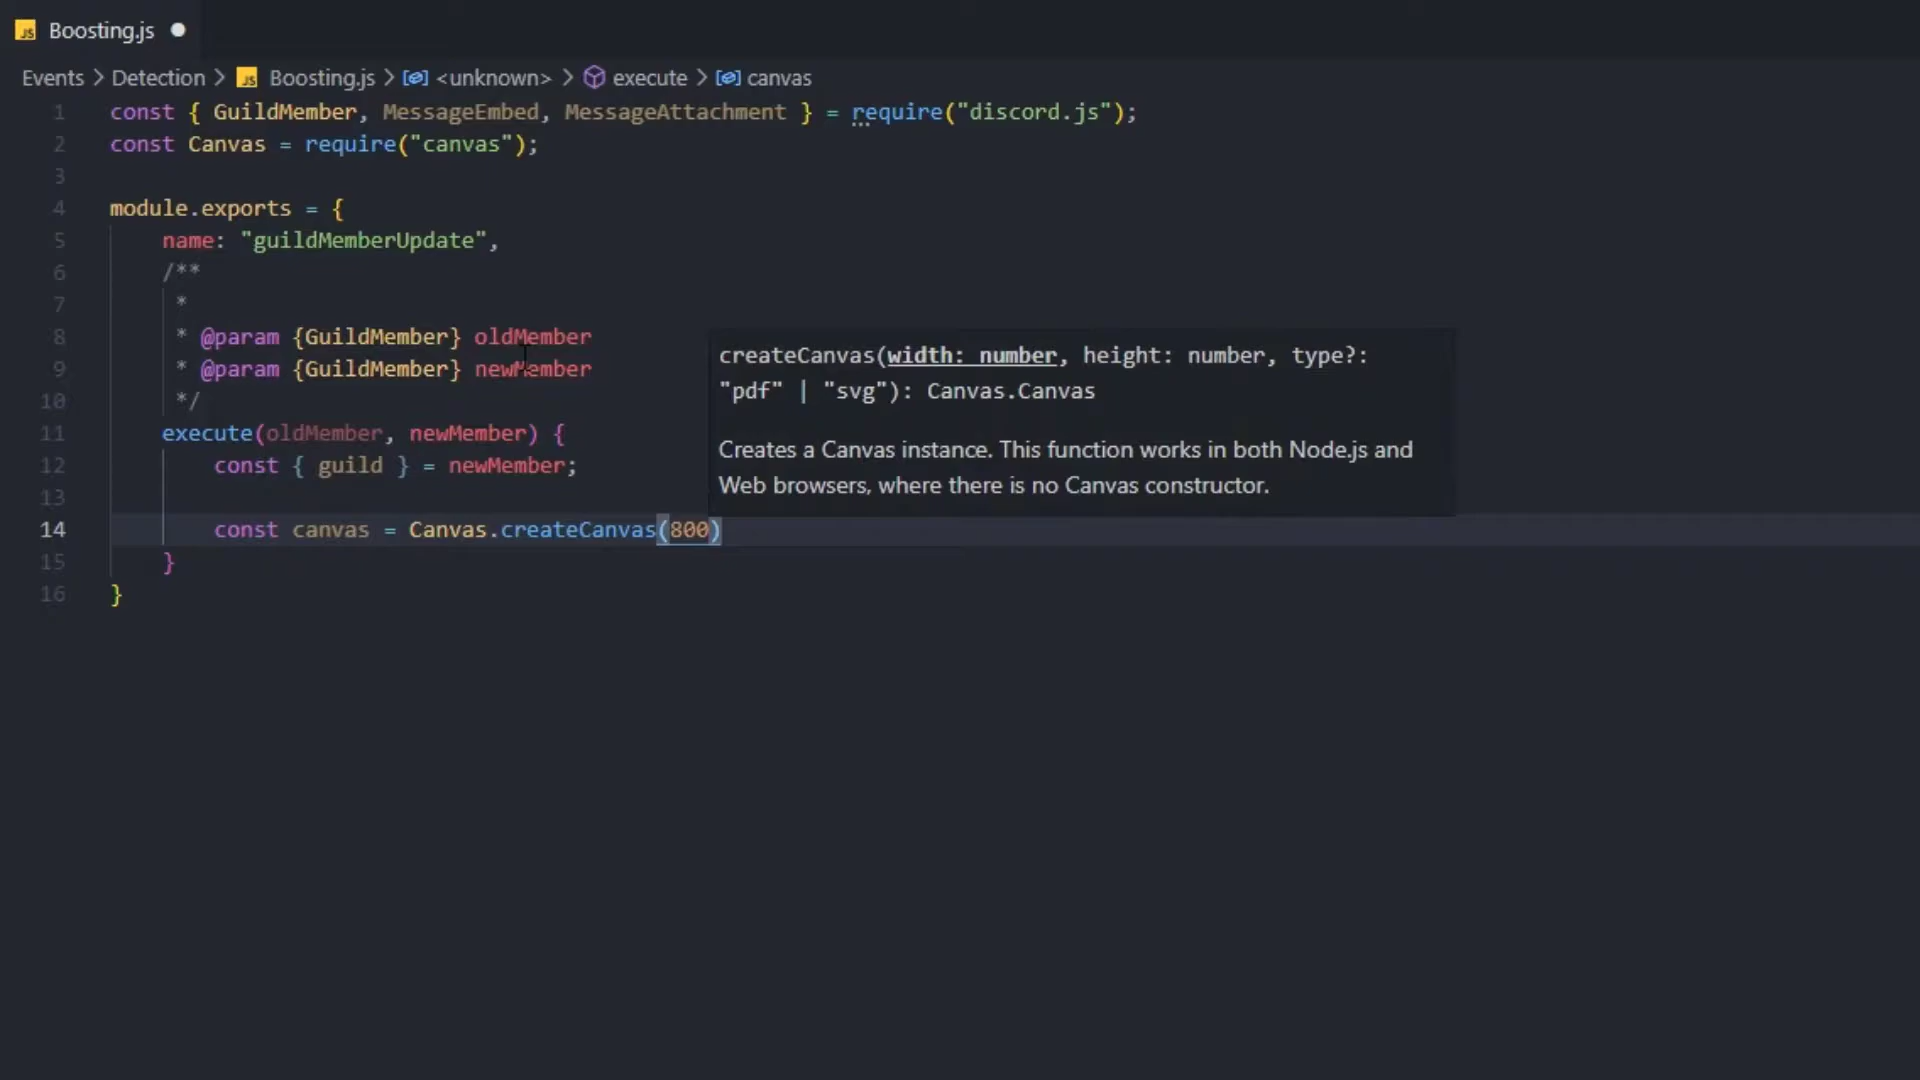 JS Boosting.js
Events > Detection > JS Boosting.js > <unknown> > execute > canvas
1 const { GuildMember, MessageEmbed, MessageAttachment } = require("discord.js");
2 const Canvas = require("canvas");
3
4 module.exports = {
5 name: "guildMemberUpdate",
6 /**
7 *
8 * @param {GuildMember} oldMember
9 * @param {GuildMember} newMember
10 */
11 execute(oldMember, newMember) {
12 const { guild } = newMember;
13
14 const canvas = Canvas.createCanvas(800)
15 }
16 }
createCanvas(width: number, height: number, type?:
"pdf" | "svg"): Canvas.Canvas
Creates a Canvas instance. This function works in both Node.js and
Web browsers, where there is no Canvas constructor.